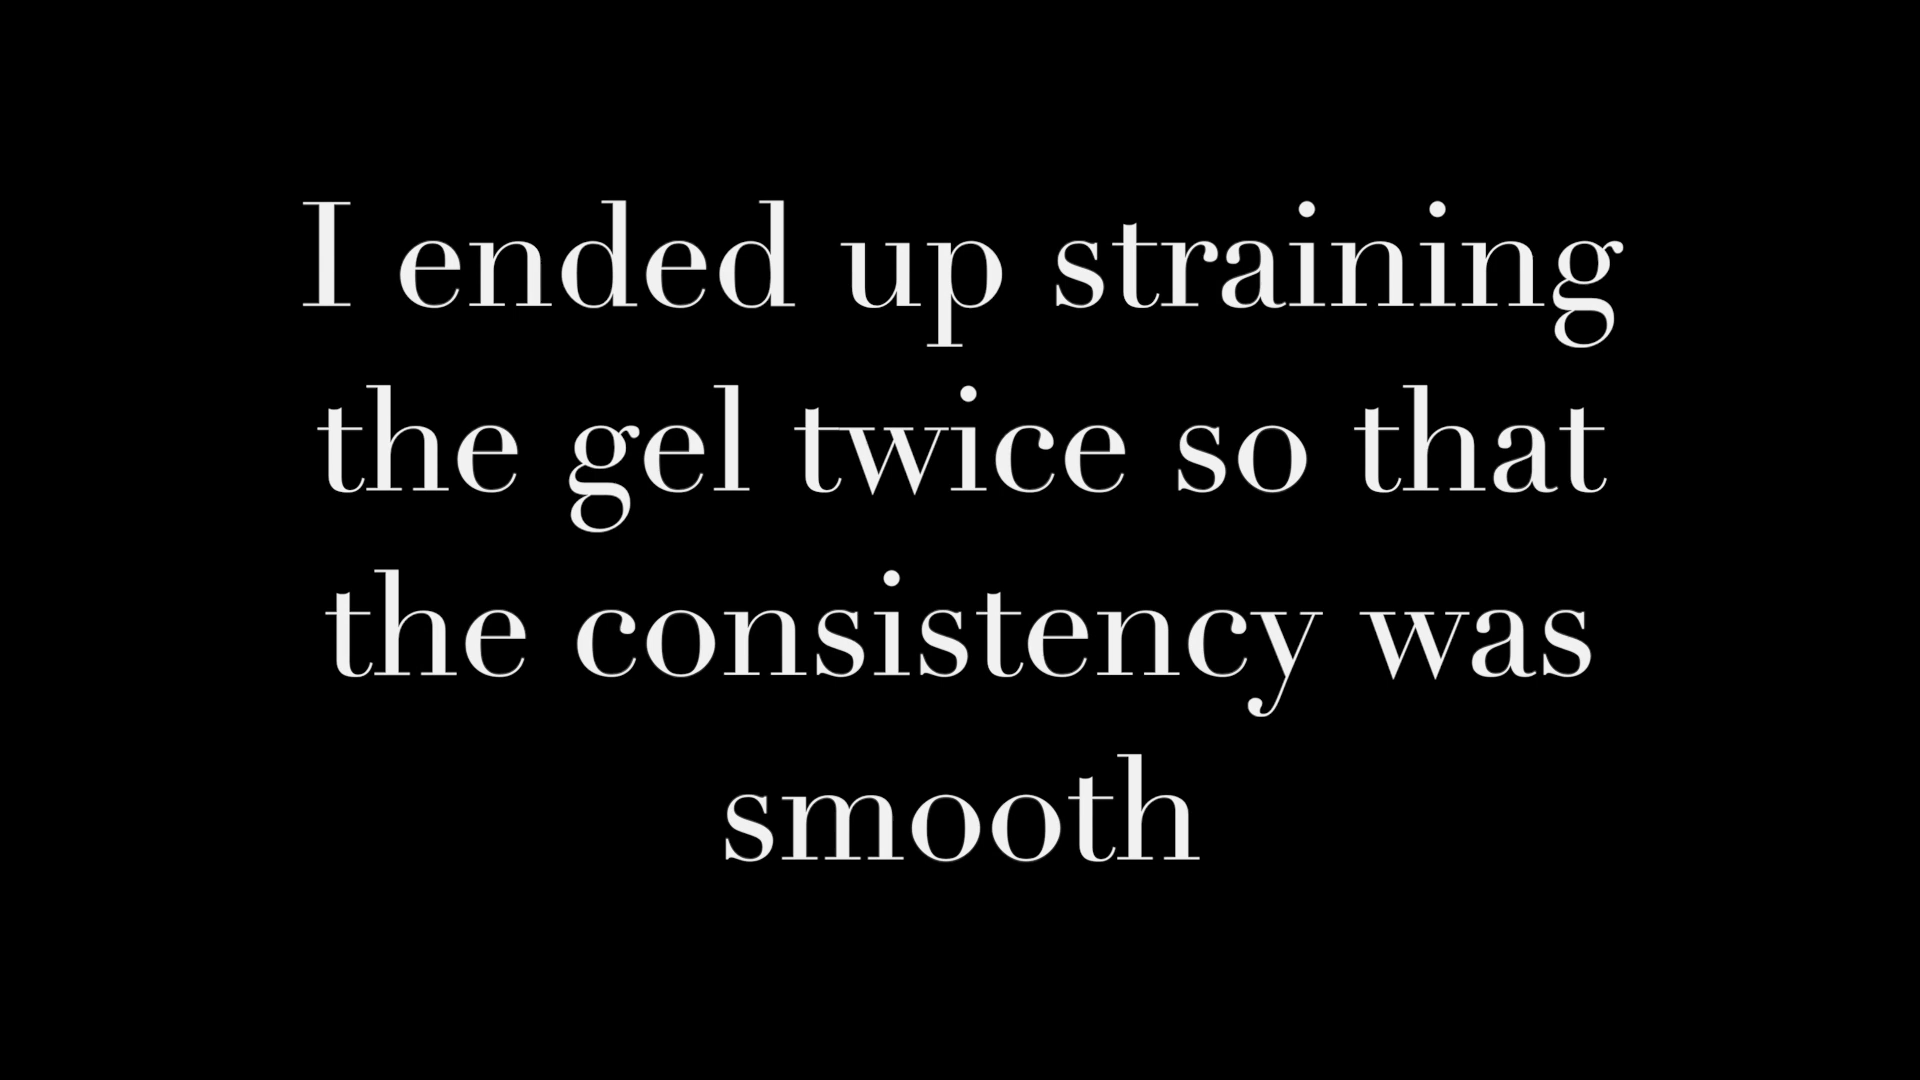 I ended up straining
the gel twice so that
the consistency was
smooth